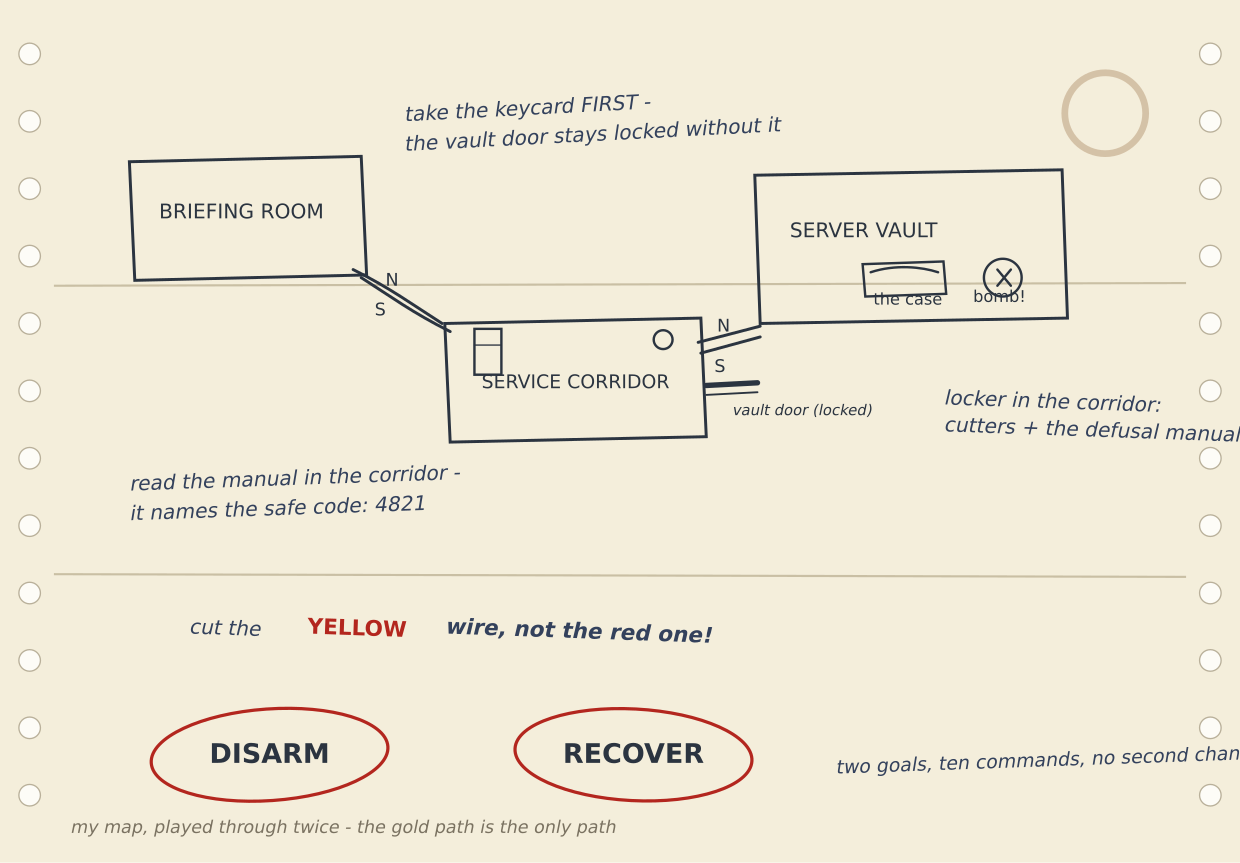 take the keycard FIRST -
the vault door stays locked without it
BRIEFING ROOM
SERVER VAULT
N
S
the case
bomb!
N
S
SERVICE CORRIDOR
vault door (locked)
locker in the corridor:
cutters + the defusal manual
read the manual in the corridor -
it names the safe code: 4821
cut the YELLOW wire, not the red one!
DISARM
RECOVER
two goals, ten commands, no second chan
my map, played through twice - the gold path is the only path